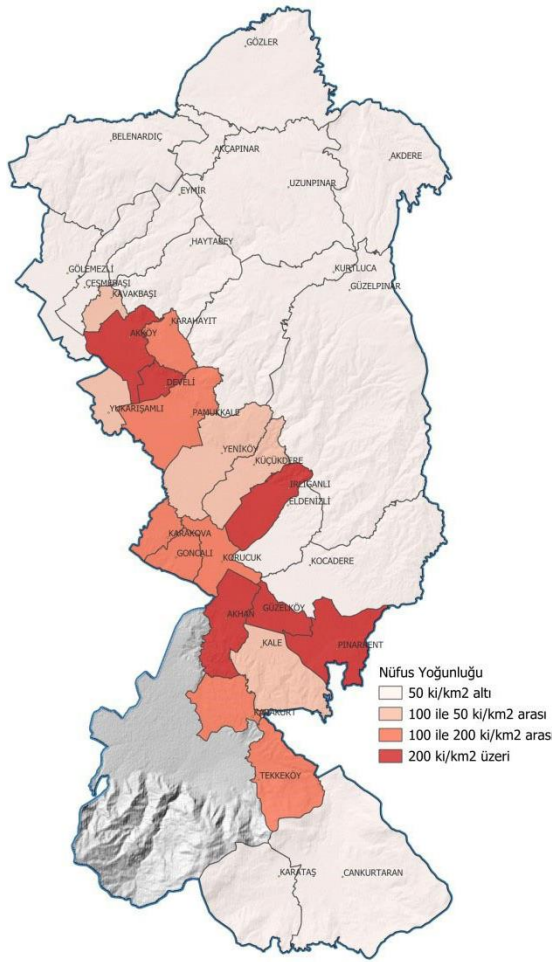 GÖZLER
BELENARDIÇ
AKÇAPINAR
AKDERE
UZUNPINAR
EYMİR
HAYTABEY
GÖLEMEZLİ
KURTLUCA
ÇEŞMEBAŞI
GÜZELPINAR
KAVAKBAŞI
KARAHAYIT
AKKÖY
DEVELİ
YUKARIŞAMLI
PAMUKKALE
YENİKÖY
KÜÇÜKDERE
IRLIGANLI
ELDENİZLİ
KARAKOVA
GONCALI
KORUCUK
KOCADERE
AKHAN
GÜZELKÖY
KALE
PINARKENT
Nüfus Yoğunluğu
50 ki/km2 altı
100 ile 50 ki/km2 arası
100 ile 200 ki/km2 arası
200 ki/km2 üzeri
KARAKURT
TEKKEKÖY
KARATAŞ
CANKURTARAN